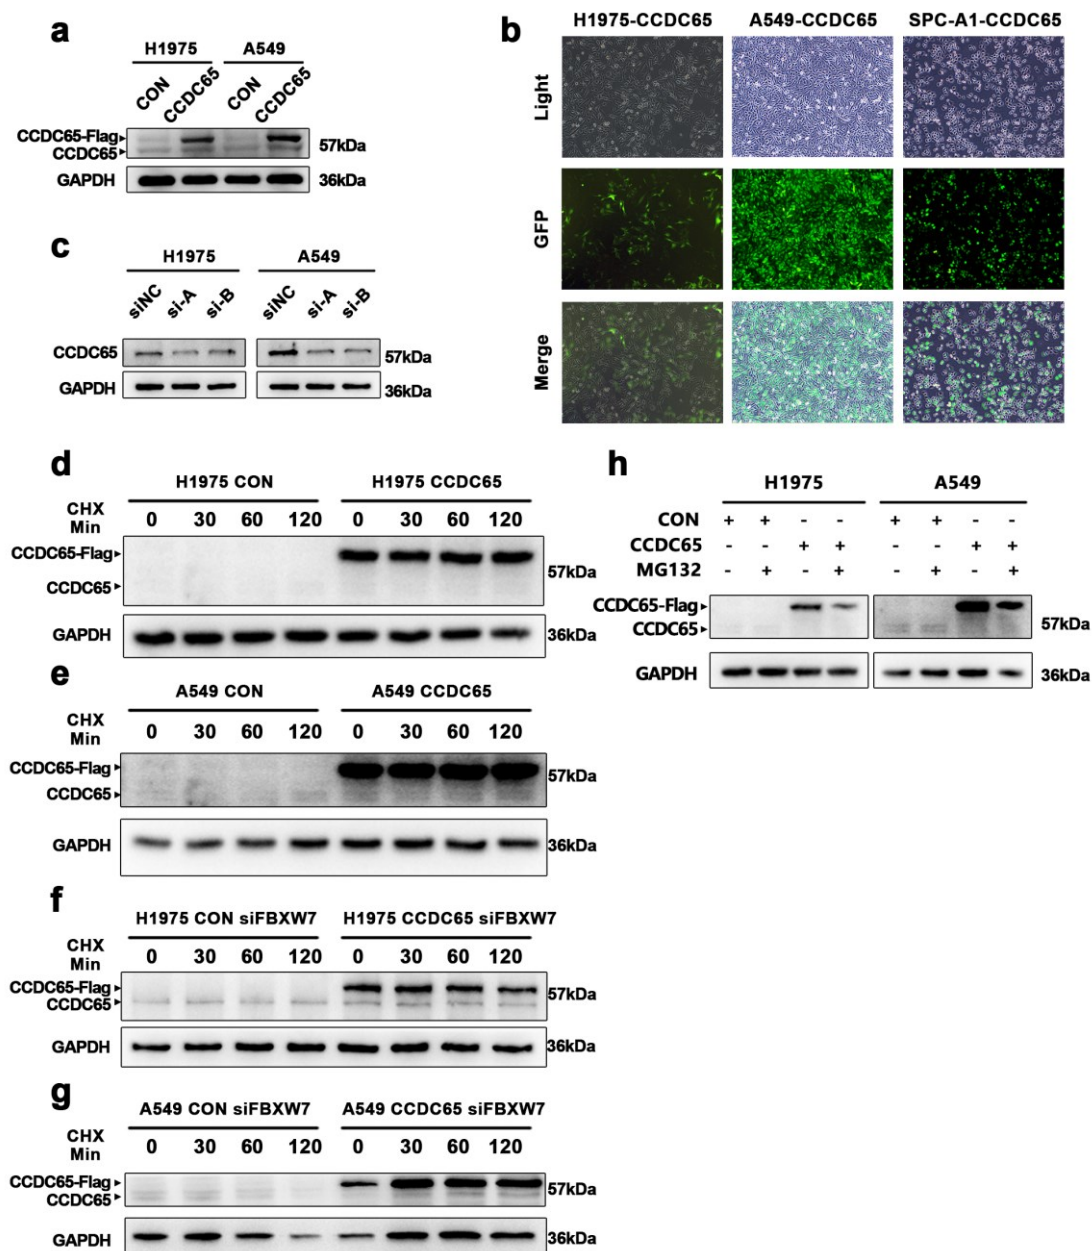 a
H1975 A549
CON CCDC65 CON CCDC65
CCDC65-Flag
CCDC65
57kDa
GAPDH 36kDa
b
H1975-CCDC65 A549-CCDC65 SPC-A1-CCDC65
Light
GFP
Merge
c
H1975 A549
siNC si-A si-B siNC si-A si-B
CCDC65 57kDa
GAPDH 36kDa
d
H1975 CON H1975 CCDC65
CHX
Min
0 30 60 120 0 30 60 120
CCDC65-Flag
57kDa
CCDC65
GAPDH 36kDa
e
A549 CON A549 CCDC65
CHX
Min
0 30 60 120 0 30 60 120
CCDC65-Flag
57kDa
CCDC65
GAPDH 36kDa
f
H1975 CON siFBXW7 H1975 CCDC65 siFBXW7
CHX
Min
0 30 60 120 0 30 60 120
CCDC65-Flag
57kDa
CCDC65
GAPDH 36kDa
g
A549 CON siFBXW7 A549 CCDC65 siFBXW7
CHX
Min
0 30 60 120 0 30 60 120
CCDC65-Flag
57kDa
CCDC65
GAPDH 36kDa
h
H1975 A549
CON + + - - + + - -
CCDC65 - - + + - - + +
MG132 - + - + - + - +
CCDC65-Flag
57kDa
CCDC65
GAPDH 36kDa